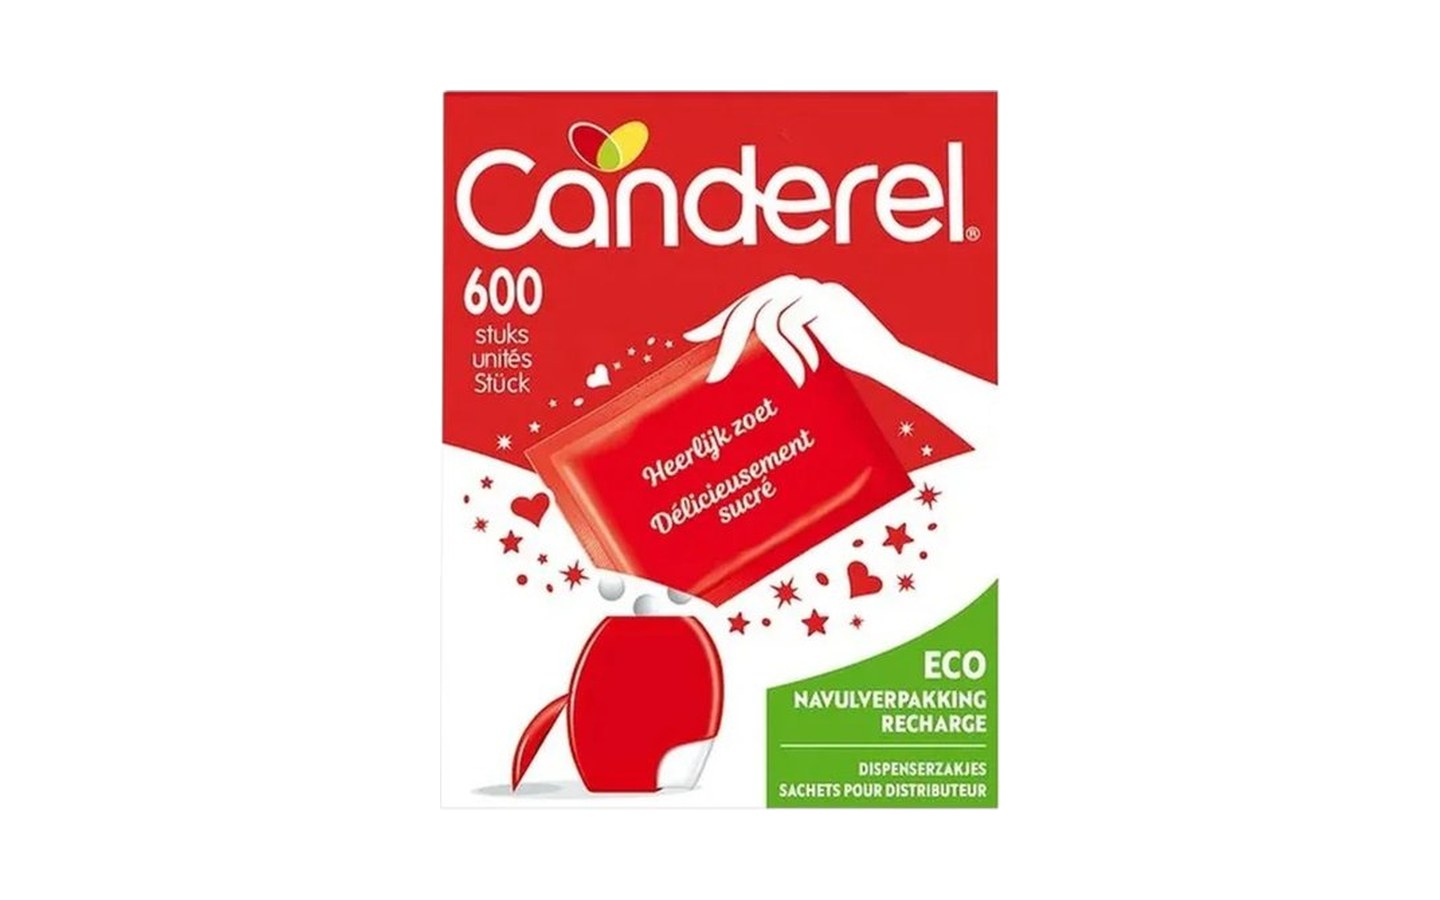 Canderel®
600
stuks
unités
Stück
Heerlijk zoet
Délicieusement
sucré
ECO
NAVULVERPAKKING
RECHARGE
DISPENSERZAKJES
SACHETS POUR DISTRIBUTEUR